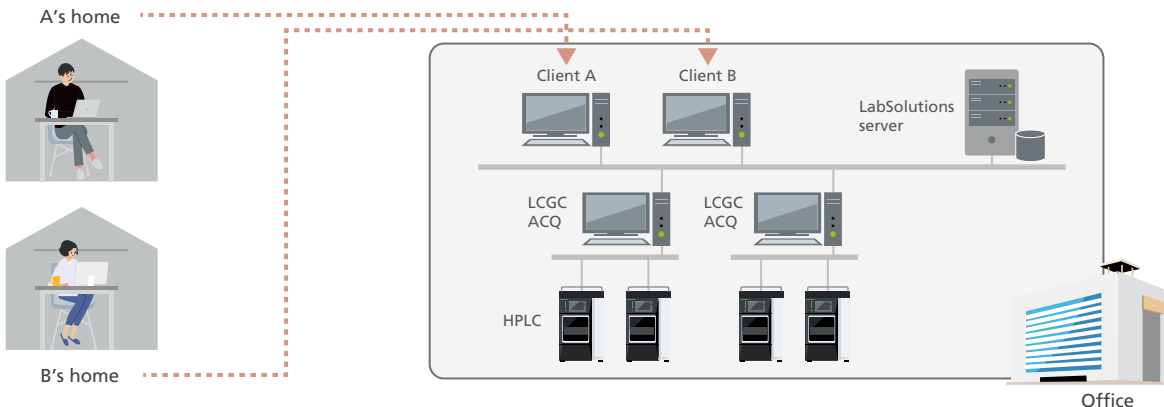 A's home
Client A
Client B
LabSolutions
server
LCGC
ACQ
LCGC
ACQ
HPLC
B's home
Office